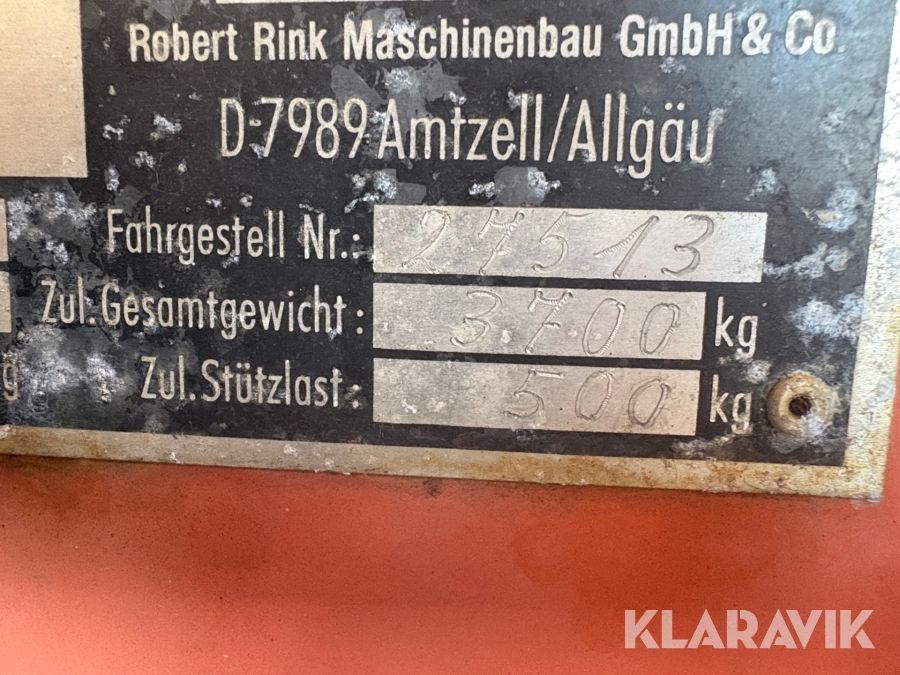 Robert Rink Maschinenbau GmbH & Co.
D-7989 Amtzell/Allgäu
Fahrgestell Nr.: 27513
Zul. Gesamtgewicht: 3700 kg
g Zul. Stützlast: 500 kg
KLARAVIK